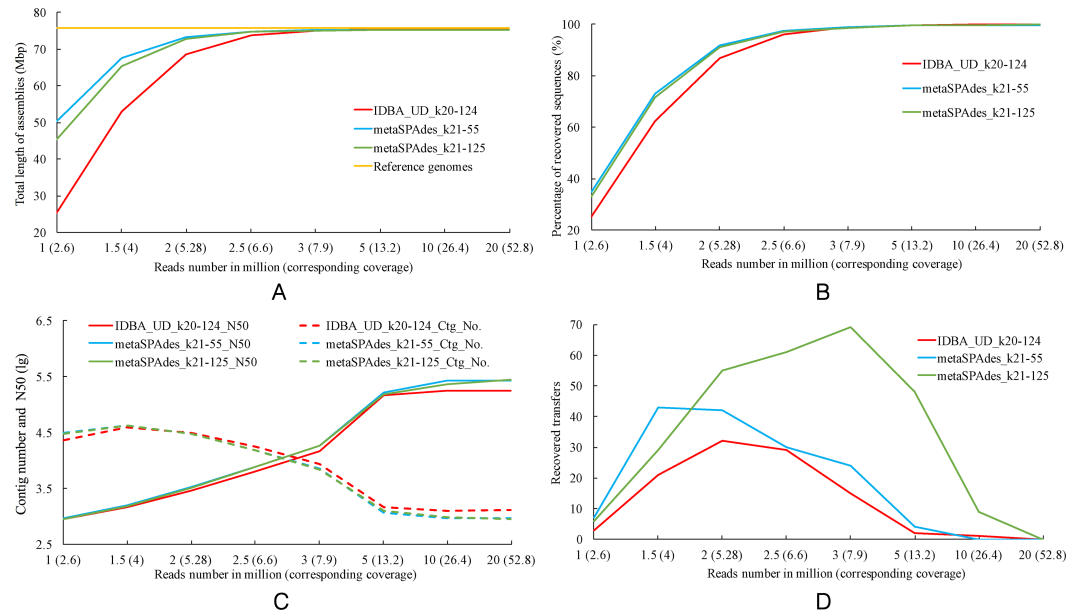 Total length of assemblies (Mbp)
80
70
60
50
40
30
20
IDBA_UD_k20-124
metaSPAdes_k21-55
metaSPAdes_k21-125
Reference genomes
1 (2.6) 1.5 (4) 2 (5.28) 2.5 (6.6) 3 (7.9) 5 (13.2) 10 (26.4) 20 (52.8)
Reads number in million (corresponding coverage)
A
Percentage of recovered sequences (%)
100
80
60
40
20
IDBA_UD_k20-124
metaSPAdes_k21-55
metaSPAdes_k21-125
1 (2.6) 1.5 (4) 2 (5.28) 2.5 (6.6) 3 (7.9) 5 (13.2) 10 (26.4) 20 (52.8)
Reads number in million (corresponding coverage)
B
Contig number and N50 (lg)
6.5
5.5
4.5
3.5
2.5
IDBA_UD_k20-124_N50 IDBA_UD_k20-124_Ctg_No.
metaSPAdes_k21-55_N50 metaSPAdes_k21-55_Ctg_No.
metaSPAdes_k21-125_N50 metaSPAdes_k21-125_Ctg_No.
1 (2.6) 1.5 (4) 2 (5.28) 2.5 (6.6) 3 (7.9) 5 (13.2) 10 (26.4) 20 (52.8)
Reads number in million (corresponding coverage)
C
Recovered transfers
70
60
50
40
30
20
10
0
IDBA_UD_k20-124
metaSPAdes_k21-55
metaSPAdes_k21-125
1 (2.6) 1.5 (4) 2 (5.28) 2.5 (6.6) 3 (7.9) 5 (13.2) 10 (26.4) 20 (52.8)
Reads number in million (corresponding coverage)
D